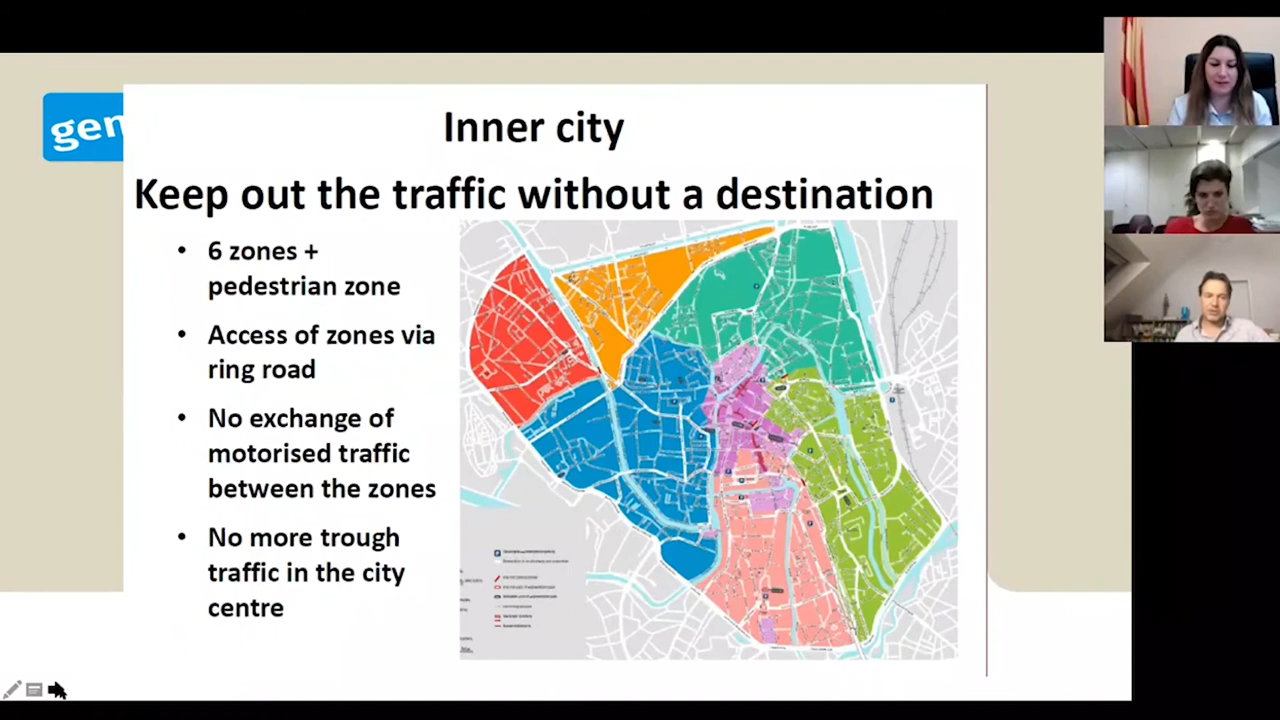 gen
Inner city
Keep out the traffic without a destination
• 6 zones +
pedestrian zone
• Access of zones via
ring road
• No exchange of
motorised traffic
between the zones
• No more trough
traffic in the city
centre